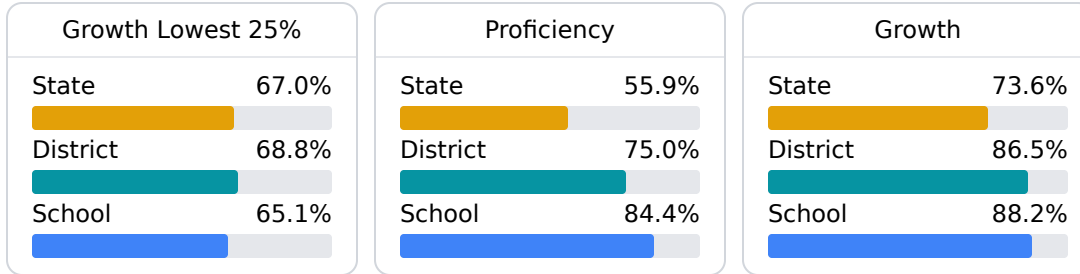 Growth Lowest 25%
State 67.0%
District 68.8%
School 65.1%
Proficiency
State 55.9%
District 75.0%
School 84.4%
Growth
State 73.6%
District 86.5%
School 88.2%